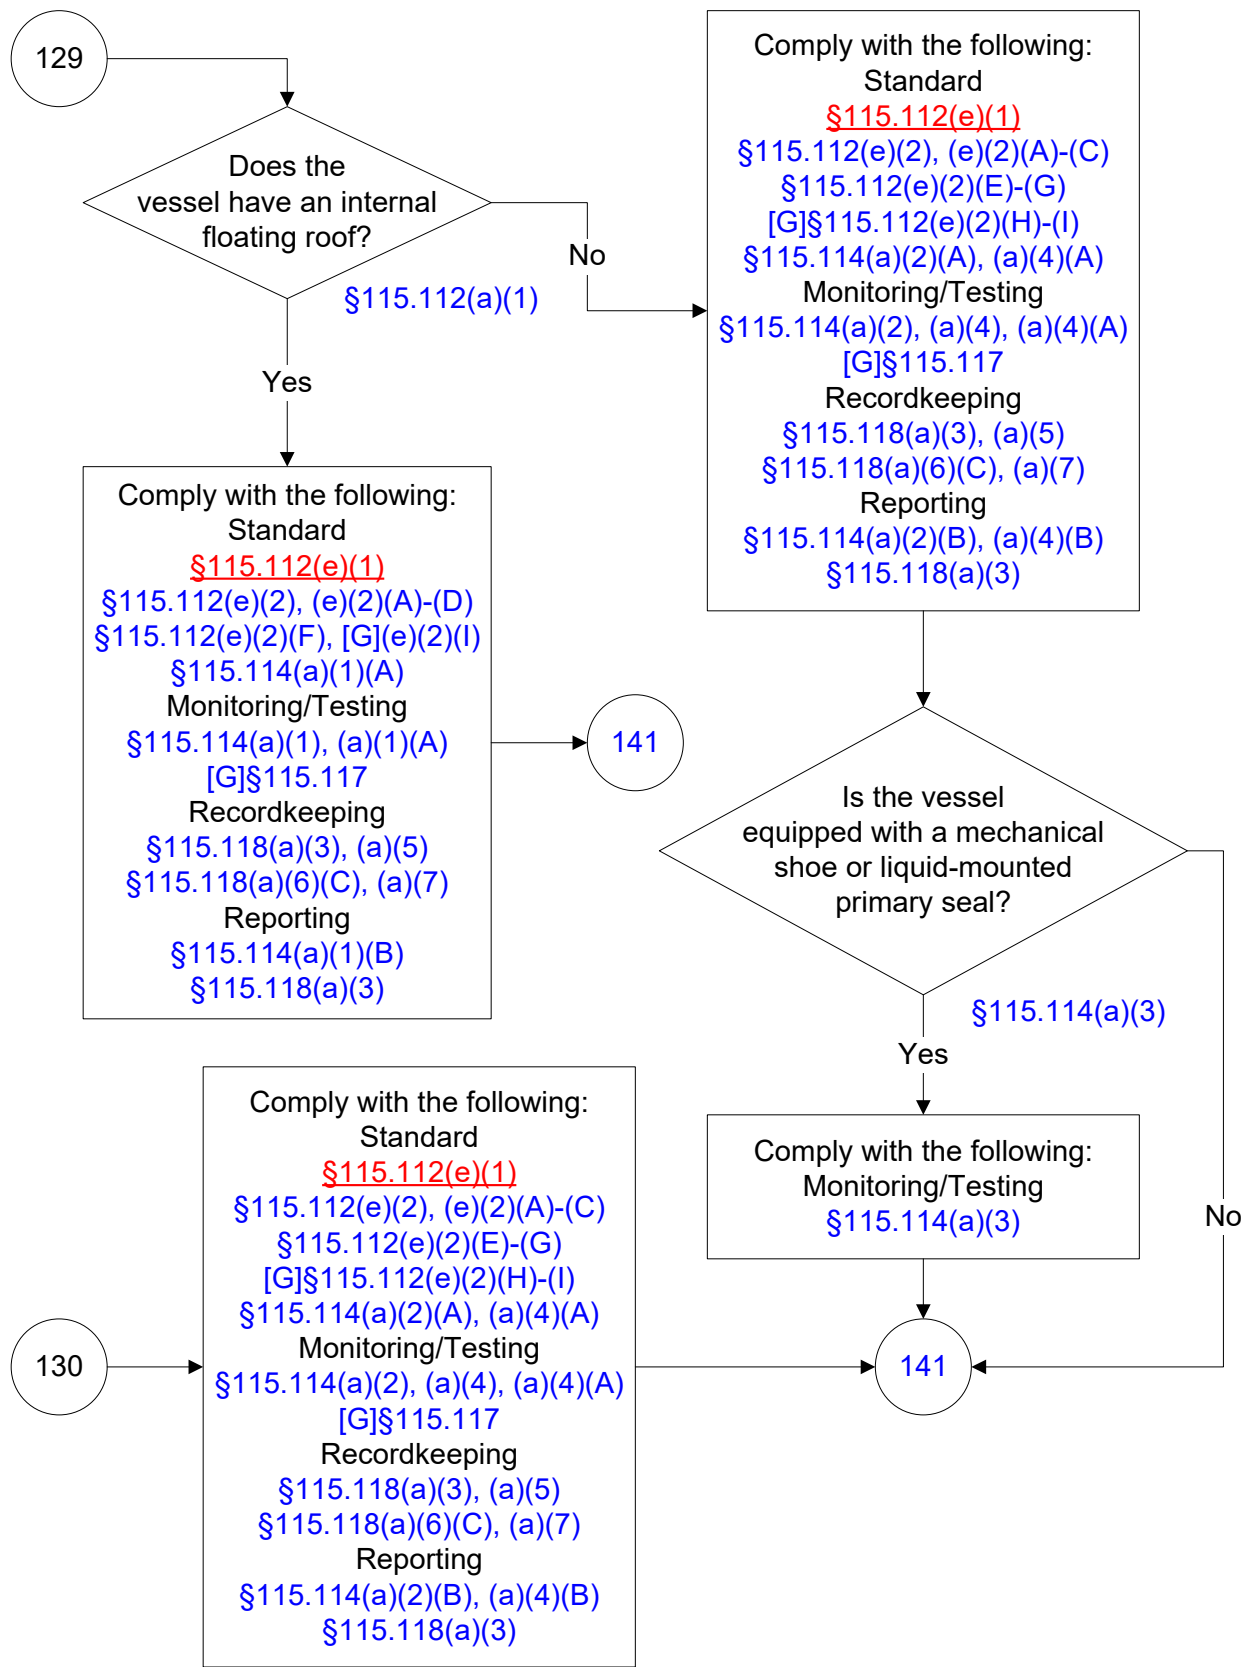 129
Does the
vessel have an internal
floating roof?
§115.112(a)(1)
No
Yes
Comply with the following:
Standard
§115.112(e)(1)
§115.112(e)(2), (e)(2)(A)-(C)
§115.112(e)(2)(E)-(G)
[G]§115.112(e)(2)(H)-(I)
§115.114(a)(2)(A), (a)(4)(A)
Monitoring/Testing
§115.114(a)(2), (a)(4), (a)(4)(A)
[G]§115.117
Recordkeeping
§115.118(a)(3), (a)(5)
§115.118(a)(6)(C), (a)(7)
Reporting
§115.114(a)(2)(B), (a)(4)(B)
§115.118(a)(3)
Comply with the following:
Standard
§115.112(e)(1)
§115.112(e)(2), (e)(2)(A)-(D)
§115.112(e)(2)(F), [G](e)(2)(I)
§115.114(a)(1)(A)
Monitoring/Testing
§115.114(a)(1), (a)(1)(A)
[G]§115.117
Recordkeeping
§115.118(a)(3), (a)(5)
§115.118(a)(6)(C), (a)(7)
Reporting
§115.114(a)(1)(B)
§115.118(a)(3)
141
Is the vessel
equipped with a mechanical
shoe or liquid-mounted
primary seal?
§115.114(a)(3)
Yes
No
Comply with the following:
Monitoring/Testing
§115.114(a)(3)
130
Comply with the following:
Standard
§115.112(e)(1)
§115.112(e)(2), (e)(2)(A)-(C)
§115.112(e)(2)(E)-(G)
[G]§115.112(e)(2)(H)-(I)
§115.114(a)(2)(A), (a)(4)(A)
Monitoring/Testing
§115.114(a)(2), (a)(4), (a)(4)(A)
[G]§115.117
Recordkeeping
§115.118(a)(3), (a)(5)
§115.118(a)(6)(C), (a)(7)
Reporting
§115.114(a)(2)(B), (a)(4)(B)
§115.118(a)(3)
141